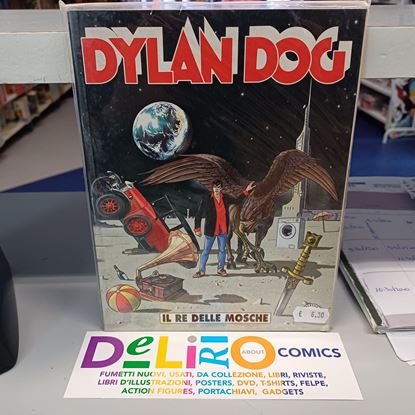 DYLAN DOG
IL RE DELLE MOSCHE
£ 6,30
DeLiRiO ABOUT COMICS
FUMETTI NUOVI, USATI, DA COLLEZIONE, LIBRI, RIVISTE,
LIBRI D'ILLUSTRAZIONI, POSTERS, DVD, T-SHIRTS, FELPE,
ACTION FIGURES, PORTACHIAVI, GADGETS